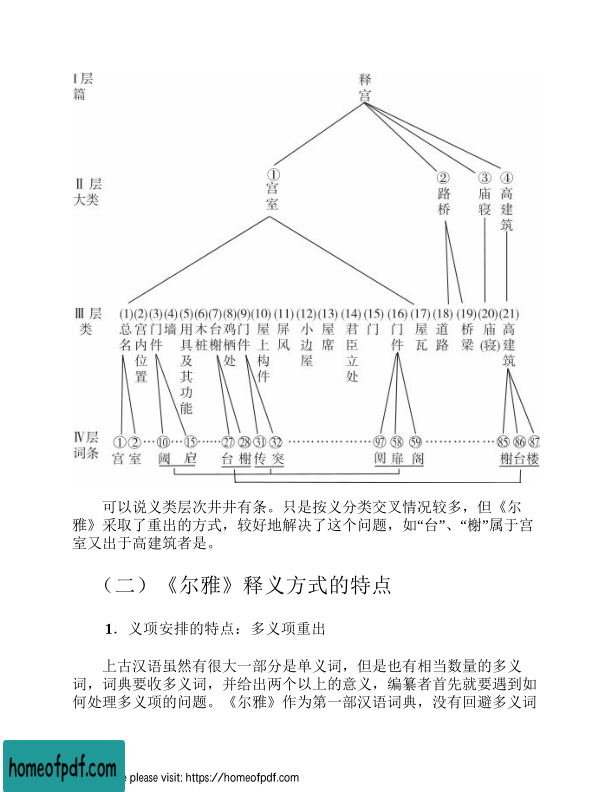 Ⅰ层
篇
释宫
Ⅱ 层
大类
①宫室
②路桥
③庙寝
④高建筑
Ⅲ 层
类
(1)总名
(2)宫内位置
(3)门件
(4)墙
(5)用具及其功能
(6)木桩
(7)台榭
(8)鸡栖处
(9)门件
(10)屋上构件
(11)屏风
(12)小边屋
(13)屋席
(14)君臣立处
(15)门
(16)门件
(17)屋瓦
(18)道路
(19)桥梁
(20)庙(寝)
(21)高建筑
Ⅳ层
词条
①宫
②室
⑩阈
⑮启
㉗台
㉘榭
㉛传
㉜突
97阅
58扉
59阁
85榭
86台
87楼
可以说义类层次井井有条。只是按义分类交叉情况较多，但《尔
雅》采取了重出的方式，较好地解决了这个问题，如“台”、“榭”属于宫
室又出于高建筑者是。
（二）《尔雅》释义方式的特点
1．义项安排的特点：多义项重出
上古汉语虽然有很大一部分是单义词，但是也有相当数量的多义
词，词典要收多义词，并给出两个以上的意义，编纂者首先就要遇到如
何处理多义项的问题。《尔雅》作为第一部汉语词典，没有回避多义词
homeofpdf.com
e please visit: https://homeofpdf.com